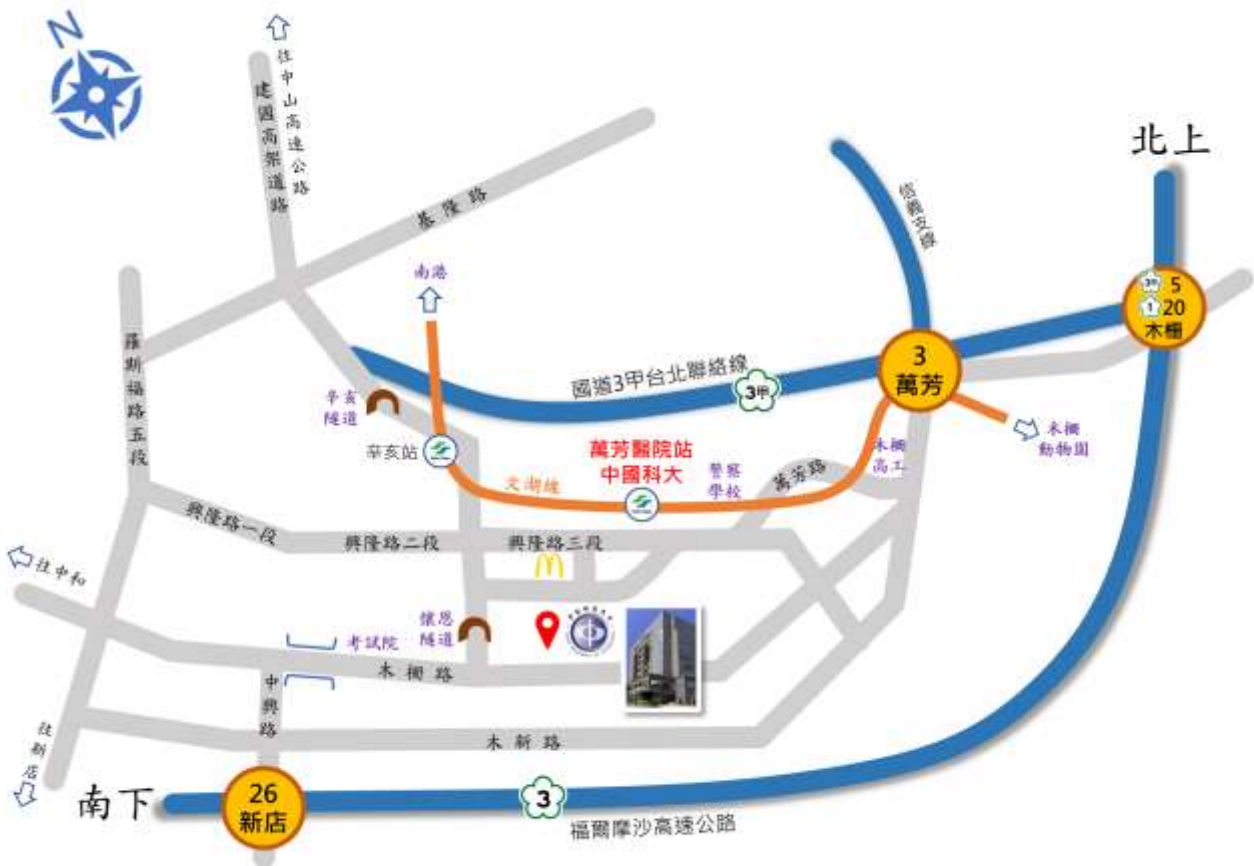 N
往中山高速公路
建國高架道路
北上
基隆路
信義支線
南港
3甲 5
1 20
木柵
羅斯福路五段
3
萬芳
國道3甲台北聯絡線
3甲
辛亥
隧道
木柵
動物園
辛亥站
萬芳醫院站
中國科大
警察
學校
木柵
高工
萬芳路
文湖線
興隆路一段
興隆路二段
興隆路三段
往中和
懷恩
隧道
考試院
木柵路
中興路
木新路
往新店
南下
26
新店
3
福爾摩沙高速公路